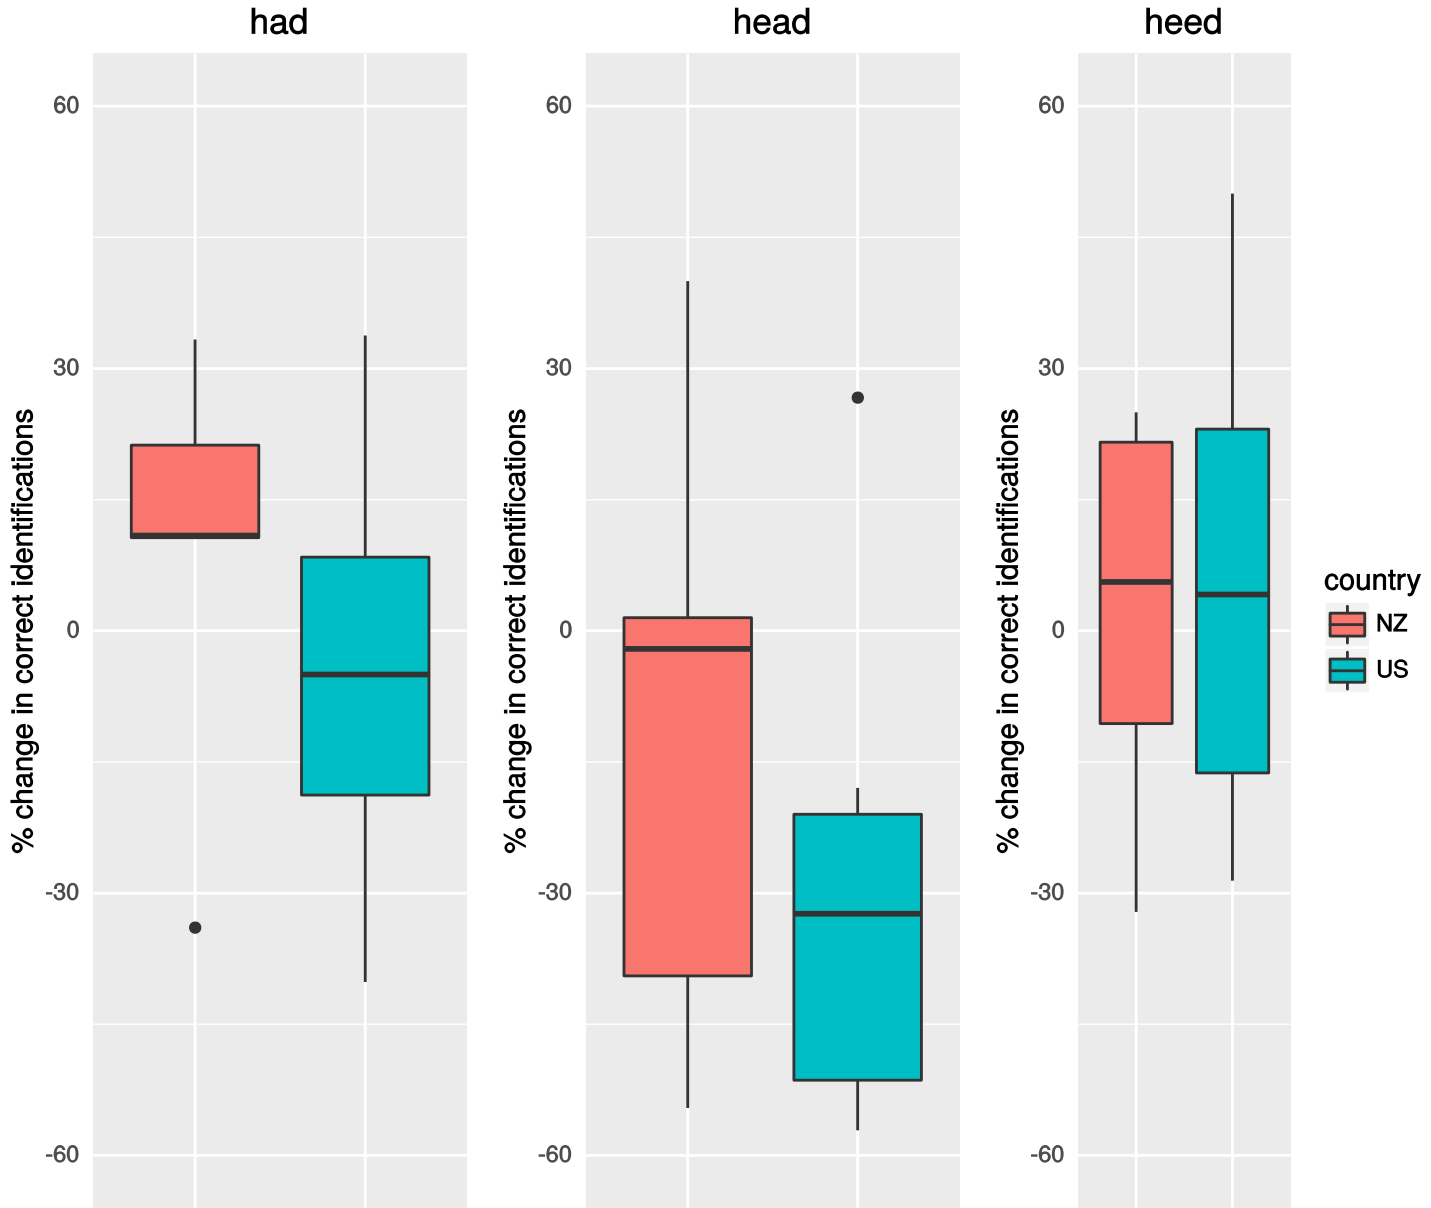 had
head
heed
% change in correct identifications
60
30
0
-30
-60
% change in correct identifications
60
30
0
-30
-60
% change in correct identifications
60
30
0
-30
-60
country
NZ
US